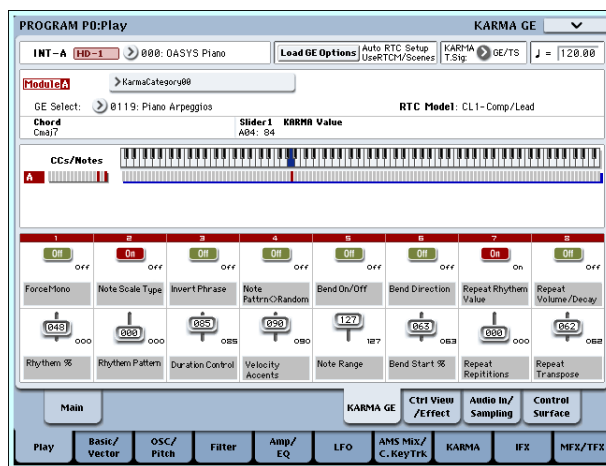 PROGRAM P0:Play KARMA GE
INT-A HD-1 000: OASYS Piano Load GE Options Auto RTC Setup UseRTCM/Scenes KARMA T.Sig: GE/TS ♩ = 120.00
Module A KarmaCategory00
GE Select: 0119: Piano Arpeggios RTC Model: CL1-Comp/Lead
Chord Slider1 KARMA Value
Cmaj7 A04: 84
CCs/Notes
A
1 2 3 4 5 6 7 8
Off On Off Off Off Off On Off
Off Off Off Off Off Off On Off
ForceMono Note Scale Type Invert Phrase Note Pattrn<>Random Bend On/Off Bend Direction Repeat Rhythem Value Repeat Volume/Decay
048 000 085 090 127 063 000 062
000 000 085 090 127 063 000 062
Rhythem % Rhythem Pattern Duration Control Velocity Accents Note Range Bend Start % Repeat Repititions Repeat Transpose
Main KARMA GE Ctrl View /Effect Audio In/ Sampling Control Surface
Play Basic/ Vector OSC/ Pitch Filter Amp/ EQ LFO AMS Mix/ C.KeyTrk KARMA IFX MFX/TFX